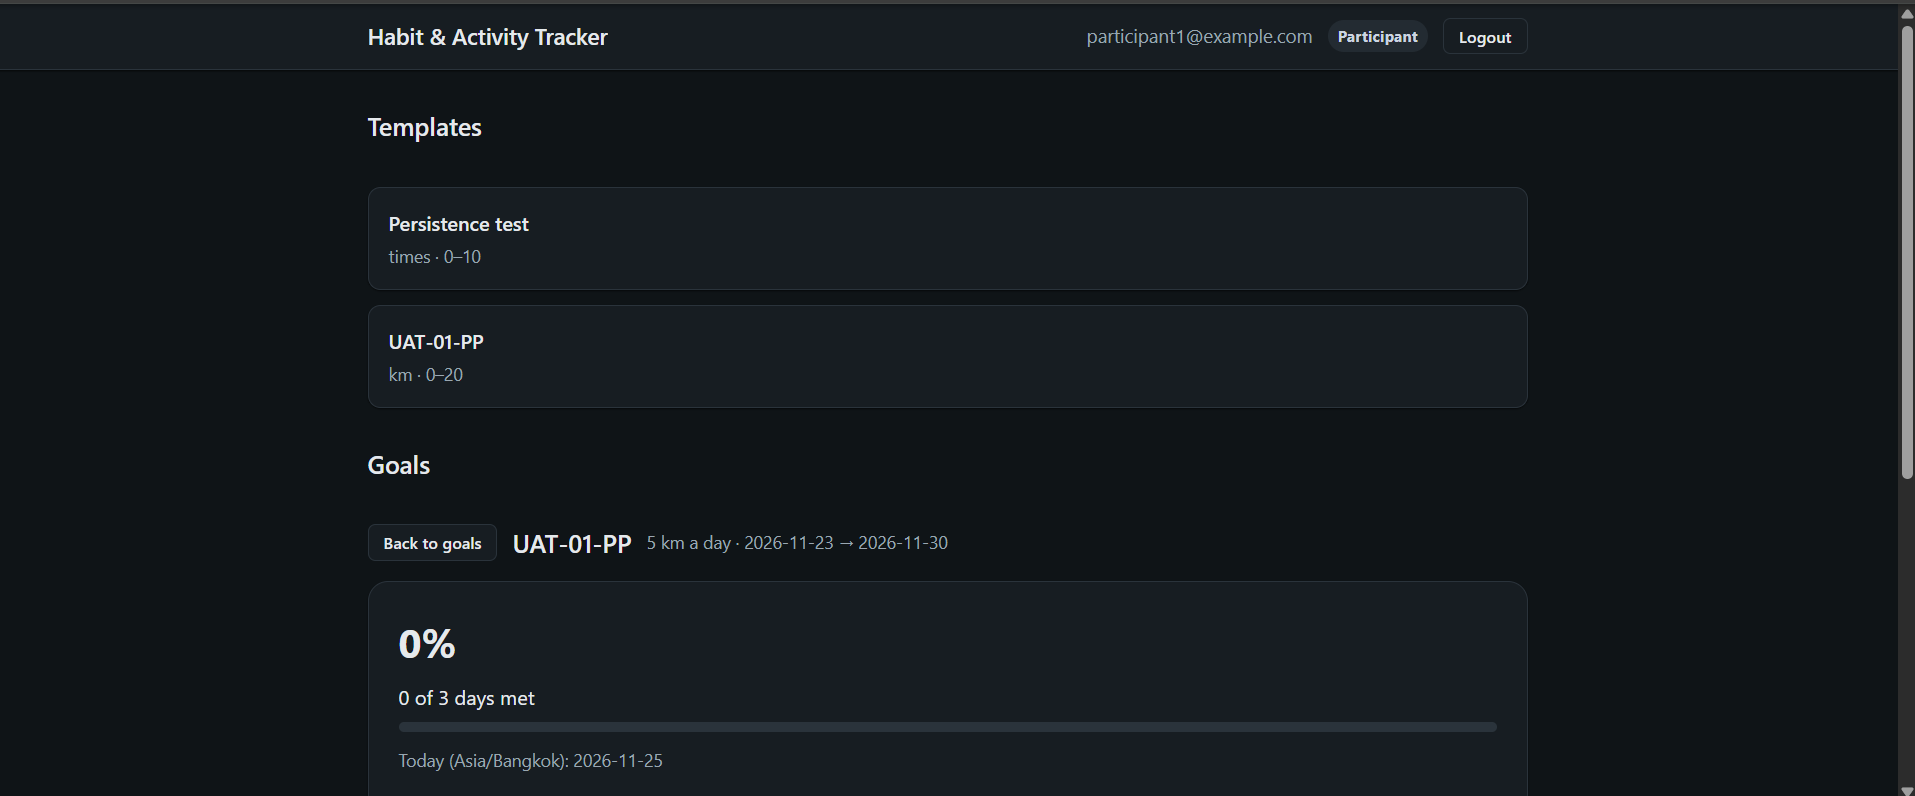 Habit & Activity Tracker
participant1@example.com Participant Logout
Templates
Persistence test
times · 0–10
UAT-01-PP
km · 0–20
Goals
Back to goals UAT-01-PP 5 km a day · 2026-11-23 → 2026-11-30
0%
0 of 3 days met
Today (Asia/Bangkok): 2026-11-25